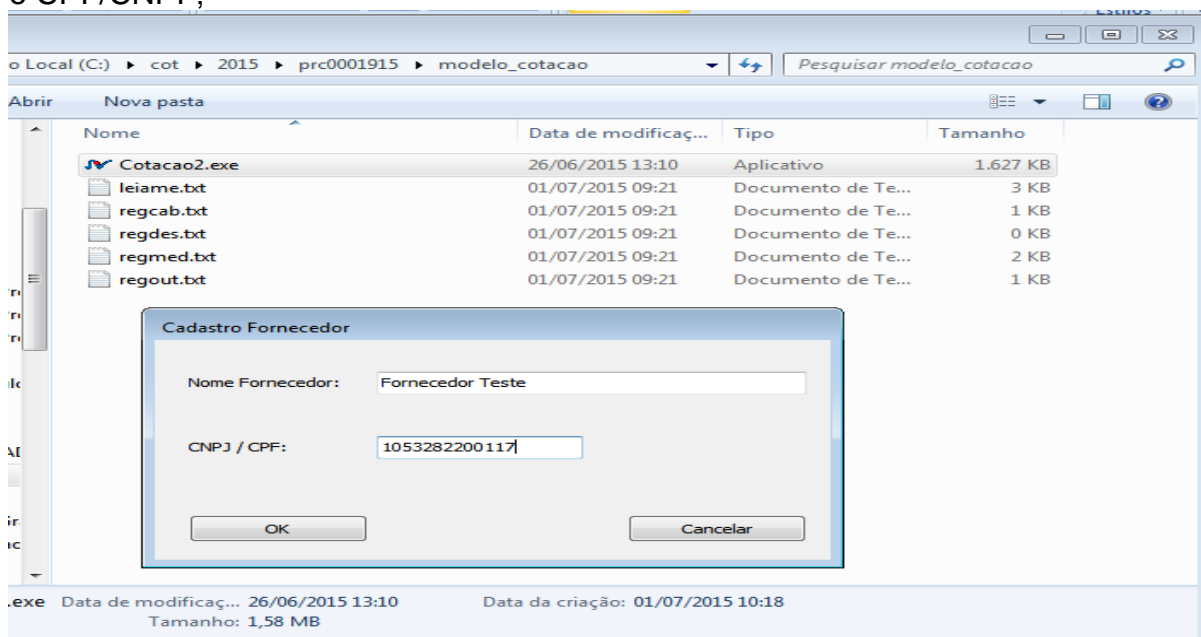 o CPF/CNPF;
o Local (C:) ▸ cot ▸ 2015 ▸ prc0001915 ▸ modelo_cotacao Pesquisar modelo_cotacao
Abrir Nova pasta
Nome Data de modificaç... Tipo Tamanho
Cotacao2.exe 26/06/2015 13:10 Aplicativo 1.627 KB
leiame.txt 01/07/2015 09:21 Documento de Te... 3 KB
regcab.txt 01/07/2015 09:21 Documento de Te... 1 KB
regdes.txt 01/07/2015 09:21 Documento de Te... 0 KB
regmed.txt 01/07/2015 09:21 Documento de Te... 2 KB
regout.txt 01/07/2015 09:21 Documento de Te... 1 KB
Cadastro Fornecedor
Nome Fornecedor: Fornecedor Teste
CNPJ / CPF: 1053282200117
OK Cancelar
.exe Data de modificaç... 26/06/2015 13:10 Data da criação: 01/07/2015 10:18
Tamanho: 1,58 MB